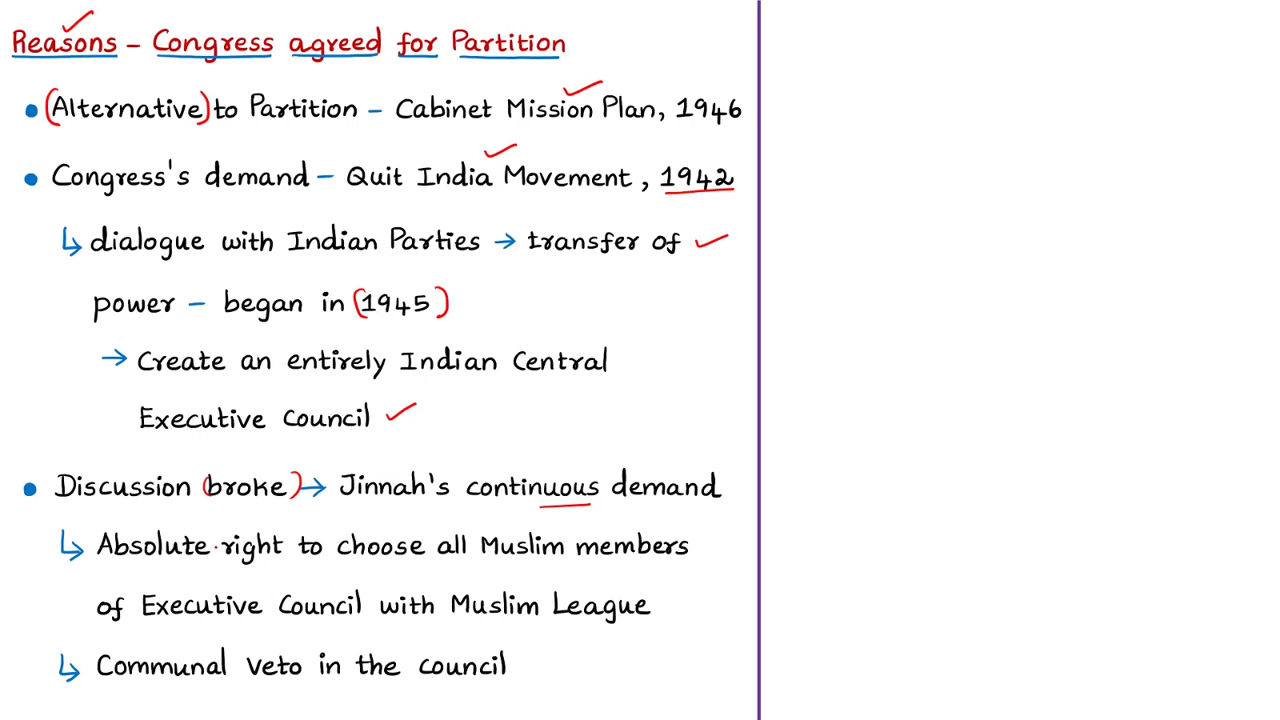 Reasons - Congress agreed for Partition
• (Alternative) to Partition - Cabinet Mission Plan, 1946
• Congress's demand - Quit India Movement, 1942
↳ dialogue with Indian Parties → transfer of
power - began in (1945)
→ Create an entirely Indian Central
Executive Council
• Discussion (broke) → Jinnah's continuous demand
↳ Absolute right to choose all Muslim members
of Executive Council with Muslim League
↳ Communal Veto in the council